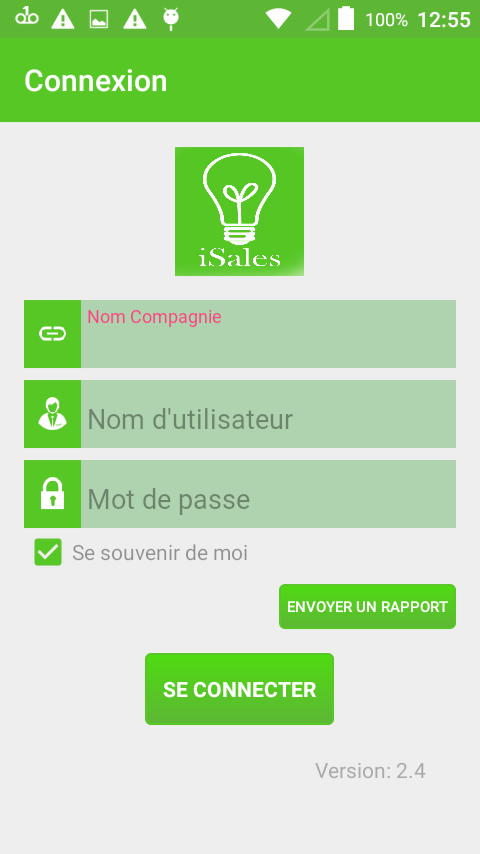 100% 12:55
Connexion
iSales
Nom Compagnie
Nom d'utilisateur
Mot de passe
Se souvenir de moi
ENVOYER UN RAPPORT
SE CONNECTER
Version: 2.4